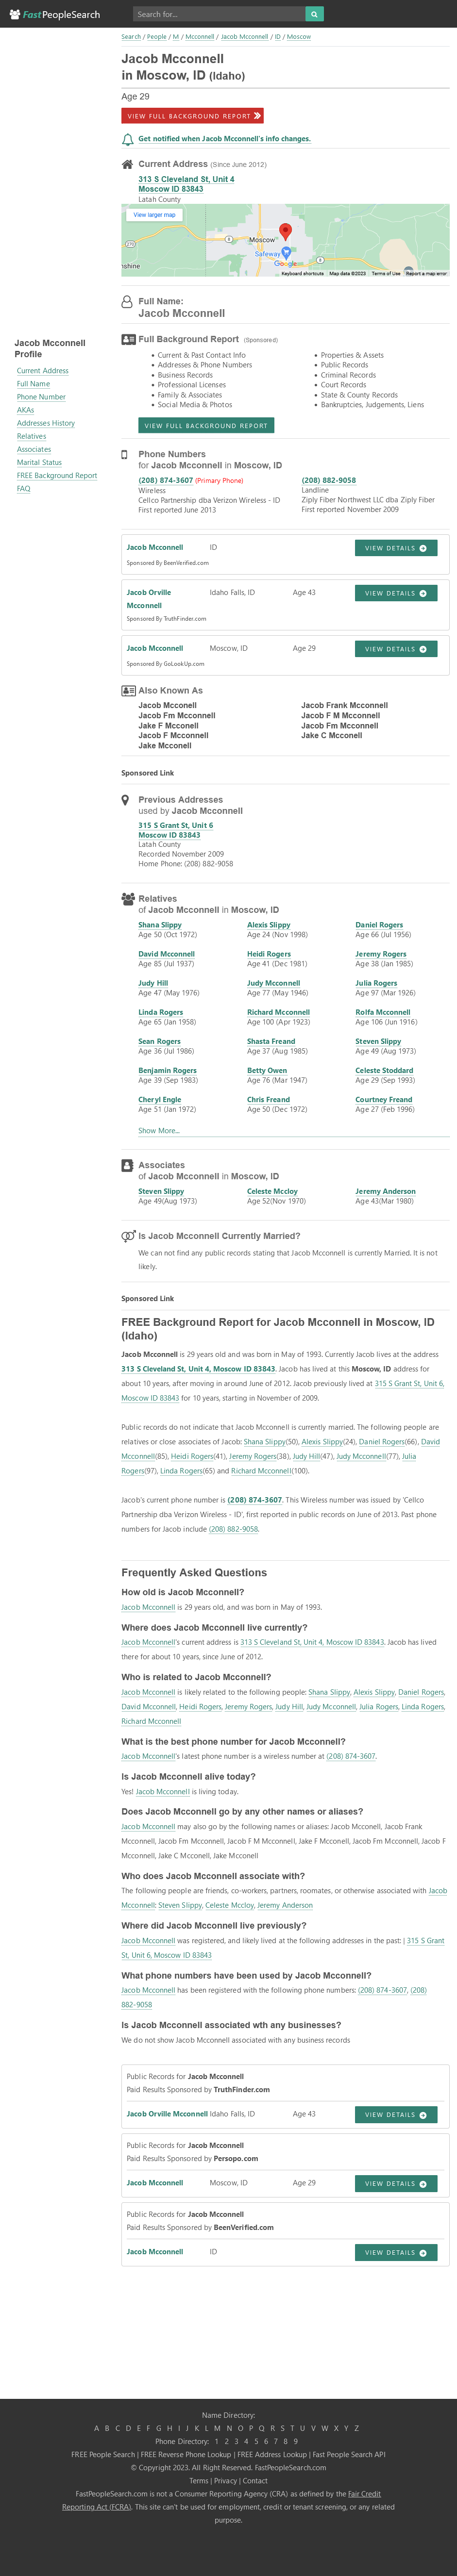 FastPeopleSearch
Search for...
Search / People / M / Mcconnell / Jacob Mcconnell / ID / Moscow
Jacob Mcconnell
in Moscow, ID (Idaho)
Age 29
VIEW FULL BACKGROUND REPORT
Get notified when Jacob Mcconnell's info changes.
Current Address (Since June 2012)
313 S Cleveland St, Unit 4
Moscow ID 83843
Latah County
View larger map
Moscow
Safeway
nshine
Google
Keyboard shortcuts Map data ©2023 Terms of Use Report a map error
Full Name:
Jacob Mcconnell
Jacob Mcconnell
Profile
Current Address
Full Name
Phone Number
AKAs
Addresses History
Relatives
Associates
Marital Status
FREE Background Report
FAQ
Full Background Report (Sponsored)
• Current & Past Contact Info
• Addresses & Phone Numbers
• Business Records
• Professional Licenses
• Family & Associates
• Social Media & Photos
• Properties & Assets
• Public Records
• Criminal Records
• Court Records
• State & County Records
• Bankruptcies, Judgements, Liens
VIEW FULL BACKGROUND REPORT
Phone Numbers
for Jacob Mcconnell in Moscow, ID
(208) 874-3607 (Primary Phone)
Wireless
Cellco Partnership dba Verizon Wireless - ID
First reported June 2013
(208) 882-9058
Landline
Ziply Fiber Northwest LLC dba Ziply Fiber
First reported November 2009
Jacob Mcconnell ID VIEW DETAILS
Sponsored By BeenVerified.com
Jacob Orville Mcconnell Idaho Falls, ID Age 43 VIEW DETAILS
Sponsored By TruthFinder.com
Jacob Mcconnell Moscow, ID Age 29 VIEW DETAILS
Sponsored By GoLookUp.com
Also Known As
Jacob Mcconell
Jacob Fm Mcconnell
Jake F Mcconell
Jacob F Mcconnell
Jake Mcconell
Jacob Frank Mcconnell
Jacob F M Mcconnell
Jacob Fm Mcconnell
Jake C Mcconell
Sponsored Link
Previous Addresses
used by Jacob Mcconnell
315 S Grant St, Unit 6
Moscow ID 83843
Latah County
Recorded November 2009
Home Phone: (208) 882-9058
Relatives
of Jacob Mcconnell in Moscow, ID
Shana Slippy Alexis Slippy Daniel Rogers
Age 50 (Oct 1972) Age 24 (Nov 1998) Age 66 (Jul 1956)
David Mcconnell Heidi Rogers Jeremy Rogers
Age 85 (Jul 1937) Age 41 (Dec 1981) Age 38 (Jan 1985)
Judy Hill Judy Mcconnell Julia Rogers
Age 47 (May 1976) Age 77 (May 1946) Age 97 (Mar 1926)
Linda Rogers Richard Mcconnell Rolfa Mcconnell
Age 65 (Jan 1958) Age 100 (Apr 1923) Age 106 (Jun 1916)
Sean Rogers Shasta Freand Steven Slippy
Age 36 (Jul 1986) Age 37 (Aug 1985) Age 49 (Aug 1973)
Benjamin Rogers Betty Owen Celeste Stoddard
Age 39 (Sep 1983) Age 76 (Mar 1947) Age 29 (Sep 1993)
Cheryl Engle Chris Freand Courtney Freand
Age 51 (Jan 1972) Age 50 (Dec 1972) Age 27 (Feb 1996)
Show More...
Associates
of Jacob Mcconnell in Moscow, ID
Steven Slippy Celeste Mccloy Jeremy Anderson
Age 49(Aug 1973) Age 52(Nov 1970) Age 43(Mar 1980)
Is Jacob Mcconnell Currently Married?
We can not find any public records stating that Jacob Mcconnell is currently Married. It is not
likely.
Sponsored Link
FREE Background Report for Jacob Mcconnell in Moscow, ID
(Idaho)
Jacob Mcconnell is 29 years old and was born in May of 1993. Currently Jacob lives at the address
313 S Cleveland St, Unit 4, Moscow ID 83843. Jacob has lived at this Moscow, ID address for
about 10 years, after moving in around June of 2012. Jacob previously lived at 315 S Grant St, Unit 6,
Moscow ID 83843 for 10 years, starting in November of 2009.
Public records do not indicate that Jacob Mcconnell is currently married. The following people are
relatives or close associates of Jacob: Shana Slippy(50), Alexis Slippy(24), Daniel Rogers(66), David
Mcconnell(85), Heidi Rogers(41), Jeremy Rogers(38), Judy Hill(47), Judy Mcconnell(77), Julia
Rogers(97), Linda Rogers(65) and Richard Mcconnell(100).
Jacob's current phone number is (208) 874-3607. This Wireless number was issued by 'Cellco
Partnership dba Verizon Wireless - ID', first reported in public records on June of 2013. Past phone
numbers for Jacob include (208) 882-9058.
Frequently Asked Questions
How old is Jacob Mcconnell?
Jacob Mcconnell is 29 years old, and was born in May of 1993.
Where does Jacob Mcconnell live currently?
Jacob Mcconnell's current address is 313 S Cleveland St, Unit 4, Moscow ID 83843. Jacob has lived
there for about 10 years, since June of 2012.
Who is related to Jacob Mcconnell?
Jacob Mcconnell is likely related to the following people: Shana Slippy, Alexis Slippy, Daniel Rogers,
David Mcconnell, Heidi Rogers, Jeremy Rogers, Judy Hill, Judy Mcconnell, Julia Rogers, Linda Rogers,
Richard Mcconnell
What is the best phone number for Jacob Mcconnell?
Jacob Mcconnell's latest phone number is a wireless number at (208) 874-3607.
Is Jacob Mcconnell alive today?
Yes! Jacob Mcconnell is living today.
Does Jacob Mcconnell go by any other names or aliases?
Jacob Mcconnell may also go by the following names or aliases: Jacob Mcconell, Jacob Frank
Mcconnell, Jacob Fm Mcconnell, Jacob F M Mcconnell, Jake F Mcconell, Jacob Fm Mcconnell, Jacob F
Mcconnell, Jake C Mcconell, Jake Mcconell
Who does Jacob Mcconnell associate with?
The following people are friends, co-workers, partners, roomates, or otherwise associated with Jacob
Mcconnell: Steven Slippy, Celeste Mccloy, Jeremy Anderson
Where did Jacob Mcconnell live previously?
Jacob Mcconnell was registered, and likely lived at the following addresses in the past: | 315 S Grant
St, Unit 6, Moscow ID 83843
What phone numbers have been used by Jacob Mcconnell?
Jacob Mcconnell has been registered with the following phone numbers: (208) 874-3607, (208)
882-9058
Is Jacob Mcconnell associated wth any businesses?
We do not show Jacob Mcconnell associated with any business records
Public Records for Jacob Mcconnell
Paid Results Sponsored by TruthFinder.com
Jacob Orville Mcconnell Idaho Falls, ID Age 43 VIEW DETAILS
Public Records for Jacob Mcconnell
Paid Results Sponsored by Persopo.com
Jacob Mcconnell Moscow, ID Age 29 VIEW DETAILS
Public Records for Jacob Mcconnell
Paid Results Sponsored by BeenVerified.com
Jacob Mcconnell ID VIEW DETAILS
Name Directory:
A B C D E F G H I J K L M N O P Q R S T U V W X Y Z
Phone Directory: 1 2 3 4 5 6 7 8 9
FREE People Search | FREE Reverse Phone Lookup | FREE Address Lookup | Fast People Search API
© Copyright 2023. All Right Reserved. FastPeopleSearch.com
Terms | Privacy | Contact
FastPeopleSearch.com is not a Consumer Reporting Agency (CRA) as defined by the Fair Credit
Reporting Act (FCRA). This site can't be used for employment, credit or tenant screening, or any related
purpose.